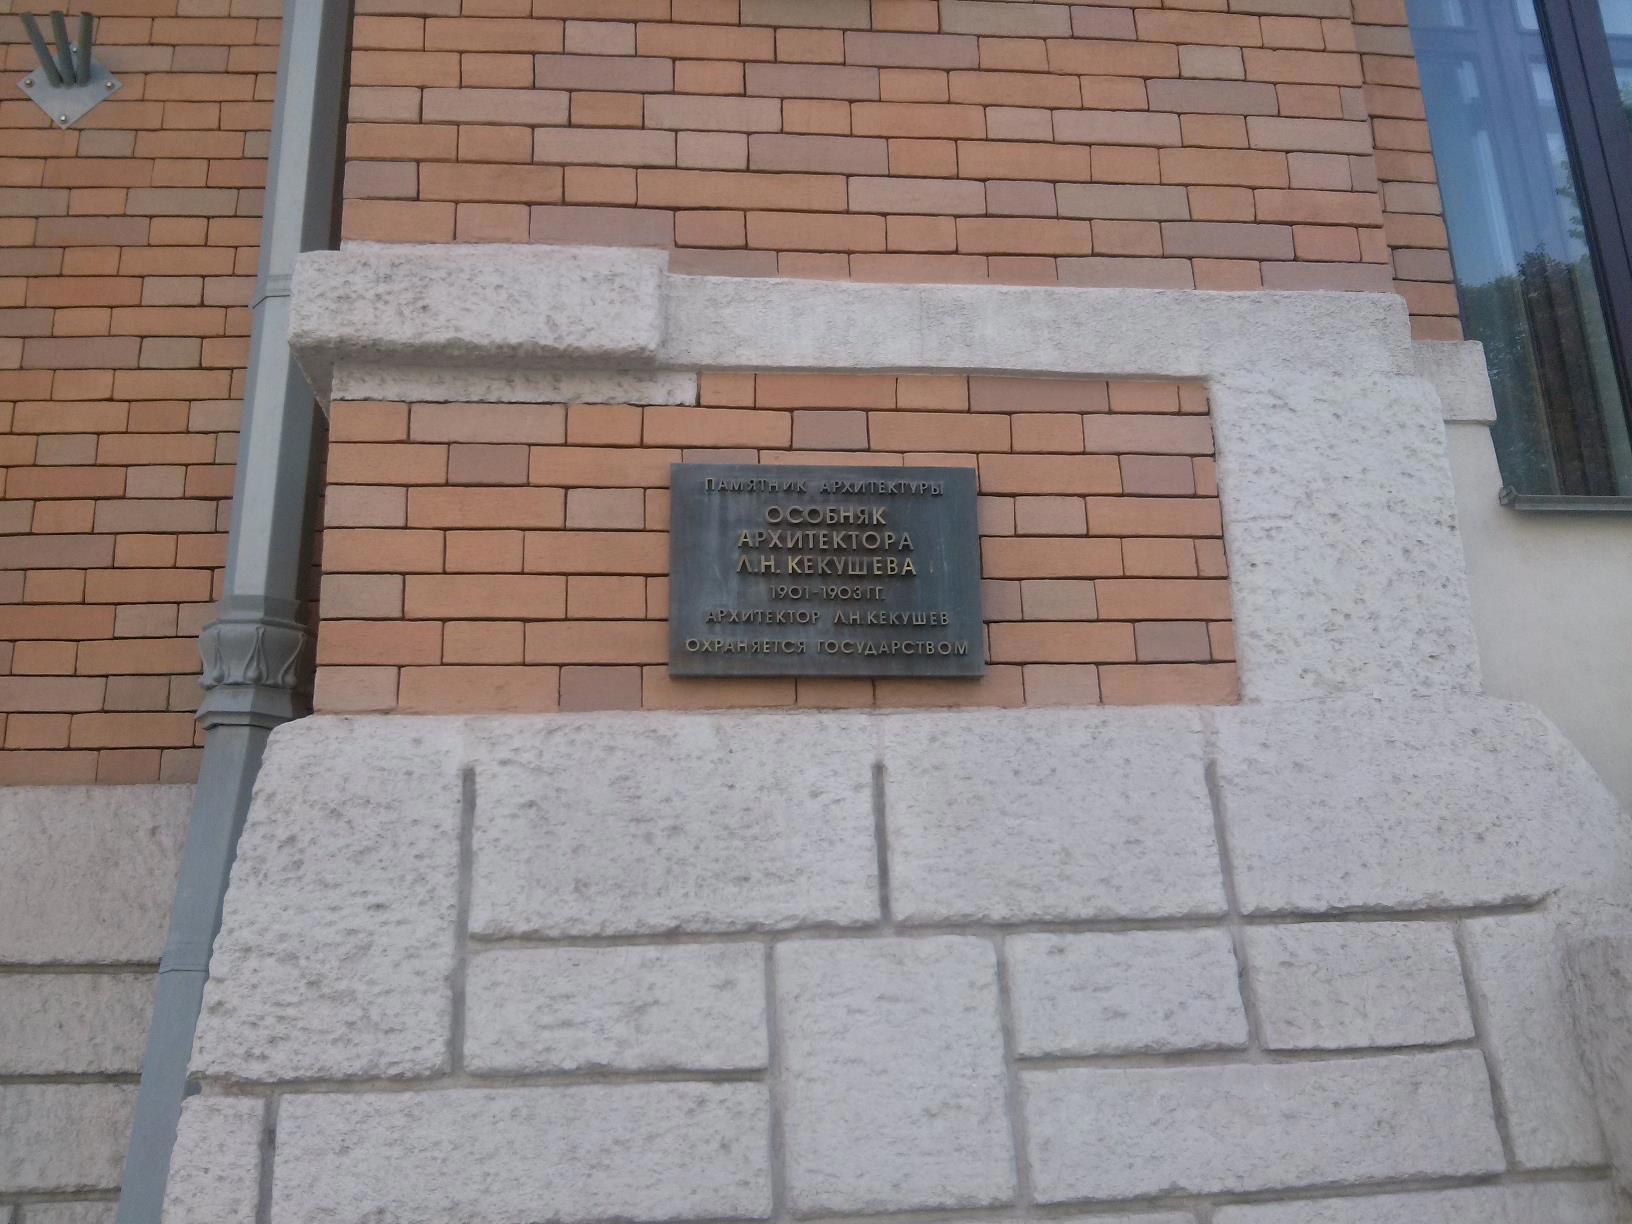 ПАМЯТНИК АРХИТЕКТУРЫ
ОСОБНЯК
АРХИТЕКТОРА
Л.Н. КЕКУШЕВА
1901-1903 ГГ.
АРХИТЕКТОР Л.Н. КЕКУШЕВ
ОХРАНЯЕТСЯ ГОСУДАРСТВОМ